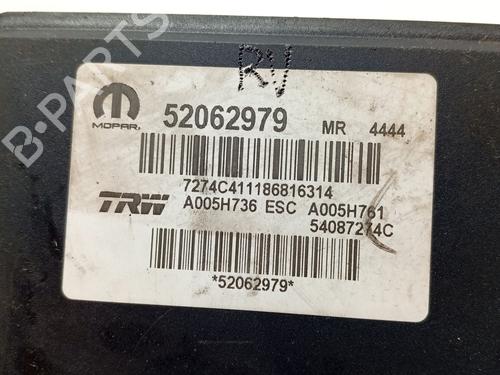 RV
B-PARTS
MOPAR
52062979 MR 4444
7274C411186816314
TRW A005H736 ESC A005H761
54087274C
*52062979*